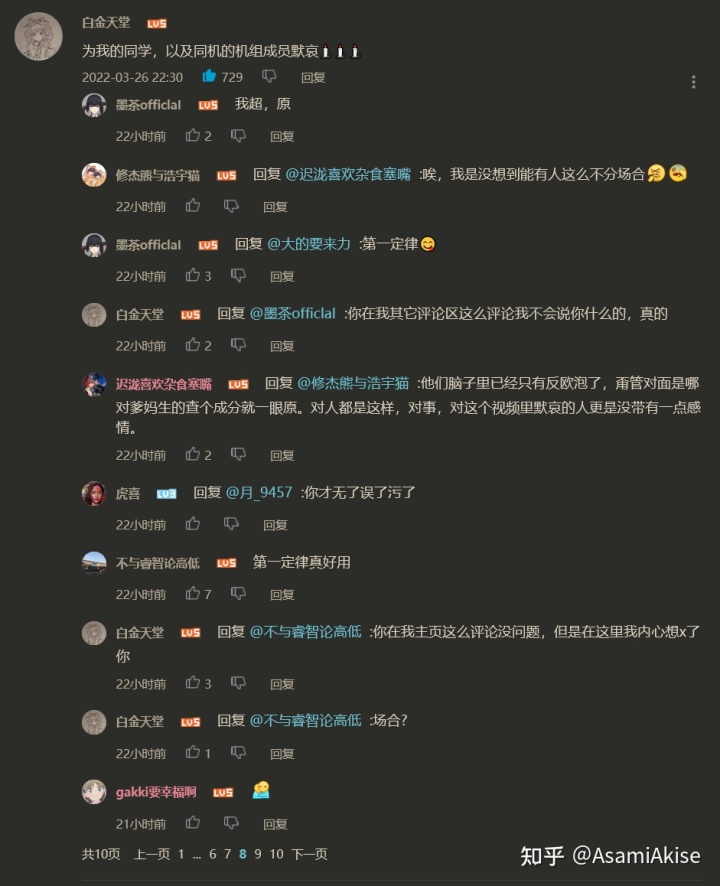 白金天堂 LV5
为我的同学，以及同机的机组成员默哀🕯🕯🕯
2022-03-26 22:30 729 回复
墨茶officlal LV5 我超，原
22小时前 2 回复
修杰熊与浩宇猫 LV5 回复 @迟泷喜欢杂食塞嘴 :唉，我是没想到能有人这么不分场合
22小时前 回复
墨茶officlal LV5 回复 @大的要来力 :第一定律😋
22小时前 3 回复
白金天堂 LV5 回复 @墨茶officlal :你在我其它评论区这么评论我不会说你什么的，真的
22小时前 2 回复
迟泷喜欢杂食塞嘴 LV5 回复 @修杰熊与浩宇猫 :他们脑子里已经只有反欧泡了，甭管对面是哪
对爹妈生的查个成分就一眼原。对人都是这样，对事，对这个视频里默哀的人更是没带有一点感
情。
22小时前 2 回复
虎喜 LV3 回复 @月_9457 :你才无了误了污了
22小时前 回复
不与睿智论高低 LV5 第一定律真好用
22小时前 7 回复
白金天堂 LV5 回复 @不与睿智论高低 :你在我主页这么评论没问题，但是在这里我内心想x了
你
22小时前 3 回复
白金天堂 LV5 回复 @不与睿智论高低 :场合?
22小时前 1 回复
gakki要幸福啊 LV5
21小时前 回复
共10页 上一页 1 ... 6 7 8 9 10 下一页
知乎 @AsamiAkise